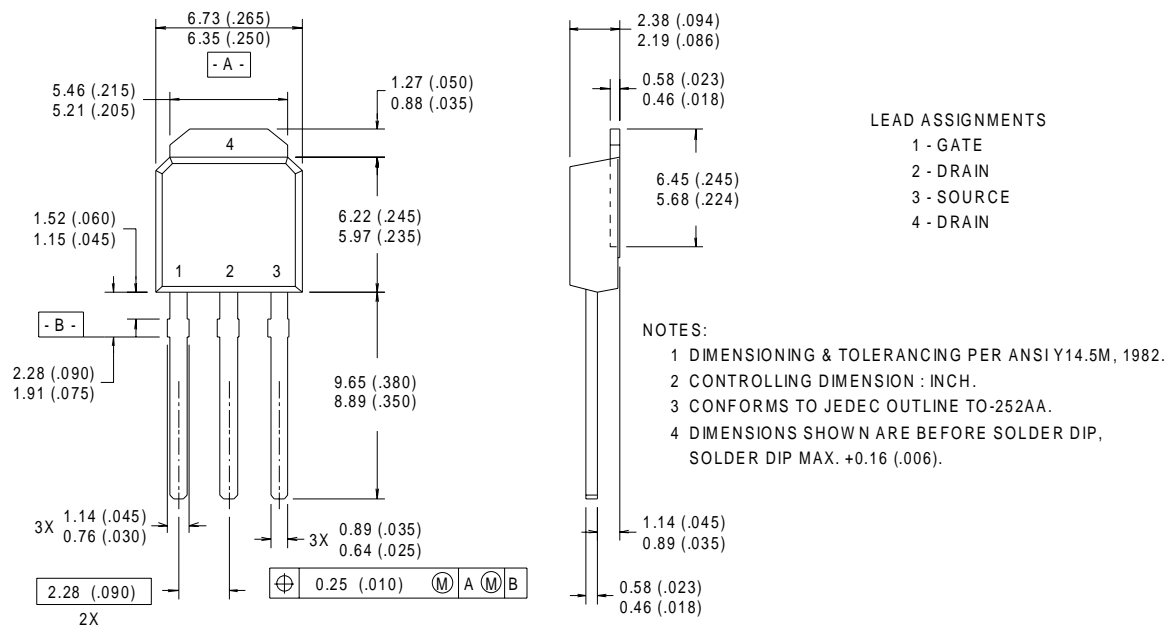 6.73 (.265)
6.35 (.250)
- A -
5.46 (.215)
5.21 (.205)
1.27 (.050)
0.88 (.035)
4
1.52 (.060)
1.15 (.045)
6.22 (.245)
5.97 (.235)
1 2 3
- B -
2.28 (.090)
1.91 (.075)
9.65 (.380)
8.89 (.350)
3X 1.14 (.045)
0.76 (.030)
3X 0.89 (.035)
0.64 (.025)
2.28 (.090)
2X
⌖ 0.25 (.010) Ⓜ A Ⓜ B
2.38 (.094)
2.19 (.086)
0.58 (.023)
0.46 (.018)
6.45 (.245)
5.68 (.224)
1.14 (.045)
0.89 (.035)
0.58 (.023)
0.46 (.018)
LEAD ASSIGNMENTS
1 - GATE
2 - DRAIN
3 - SOURCE
4 - DRAIN
NOTES:
1 DIMENSIONING & TOLERANCING PER ANSI Y14.5M, 1982.
2 CONTROLLING DIMENSION : INCH.
3 CONFORMS TO JEDEC OUTLINE TO-252AA.
4 DIMENSIONS SHOWN ARE BEFORE SOLDER DIP,
SOLDER DIP MAX. +0.16 (.006).